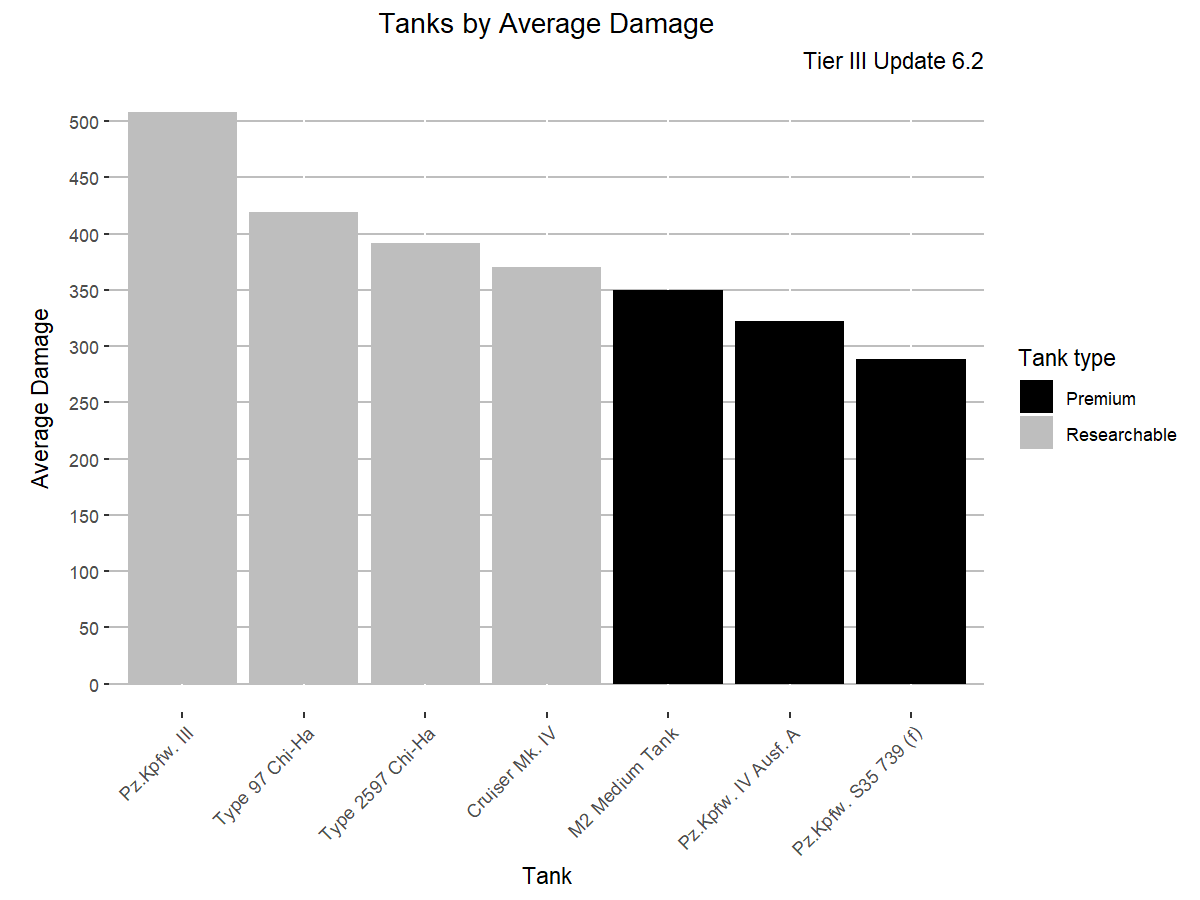 Tanks by Average Damage
Tier III Update 6.2
Average Damage
500
450
400
350
300
250
200
150
100
50
0
Pz.Kpfw. III
Type 97 Chi-Ha
Type 2597 Chi-Ha
Cruiser Mk. IV
M2 Medium Tank
Pz.Kpfw. IV Ausf. A
Pz.Kpfw. S35 739 (f)
Tank
Tank type
Premium
Researchable